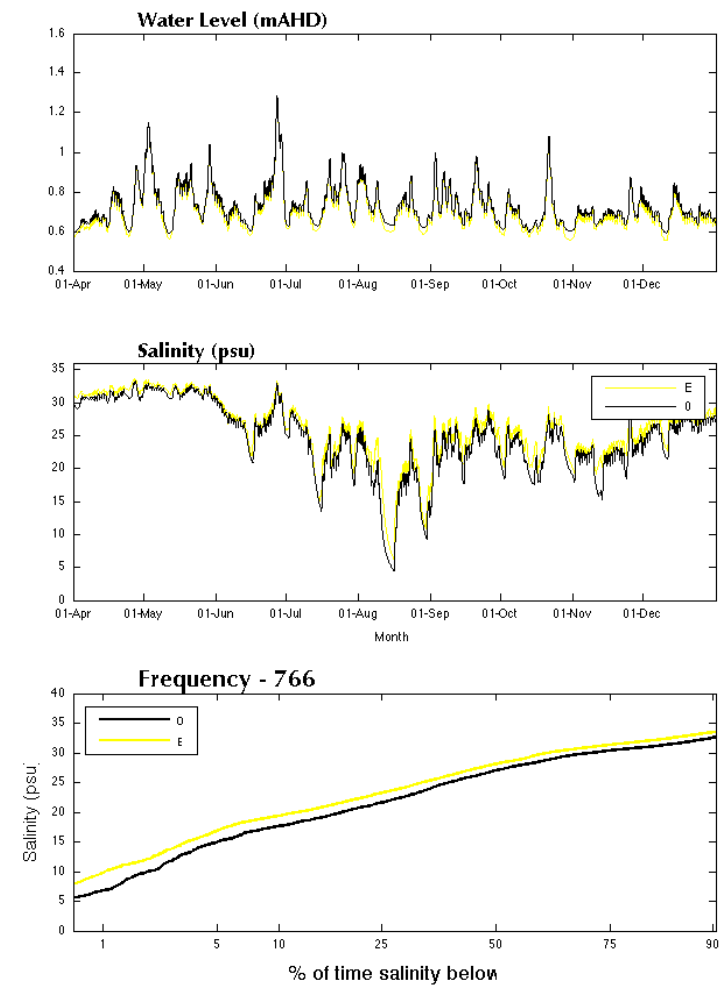 Water Level (mAHD)
1.6
1.4
1.2
1
0.8
0.6
0.4
01-Apr 01-May 01-Jun 01-Jul 01-Aug 01-Sep 01-Oct 01-Nov 01-Dec
Salinity (psu)
35
30
25
20
15
10
5
0
E
0
01-Apr 01-May 01-Jun 01-Jul 01-Aug 01-Sep 01-Oct 01-Nov 01-Dec
Month
Frequency - 766
40
35
30
25
20
15
10
5
0
Salinity (psu)
0
E
1 5 10 25 50 75 90
% of time salinity below